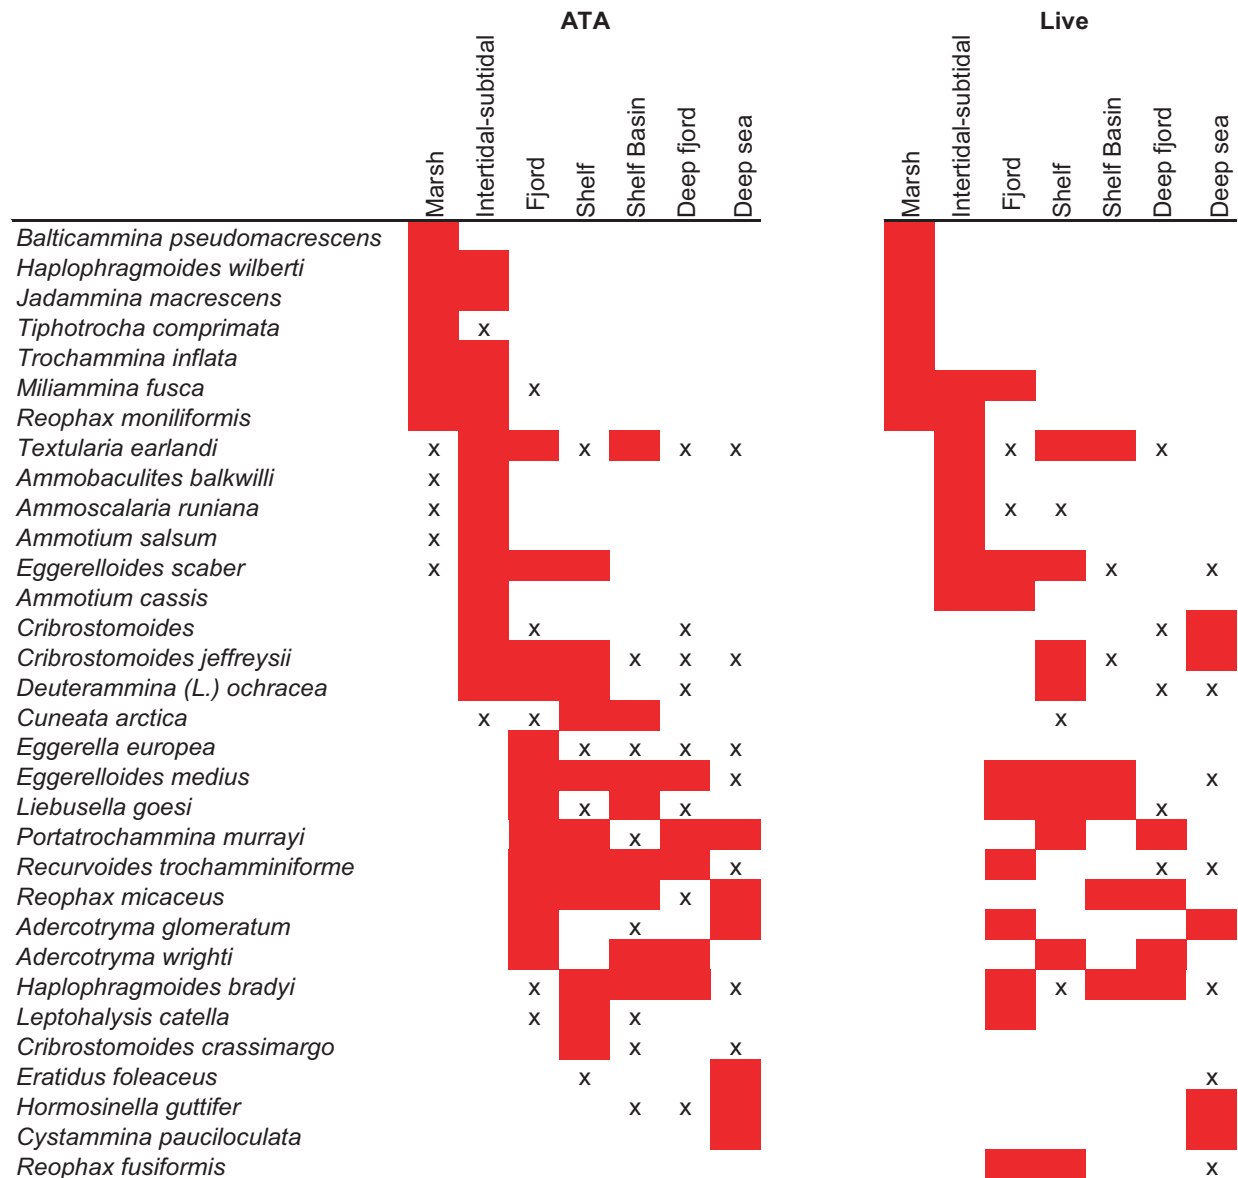 ATA Live
Marsh Intertidal-subtidal Fjord Shelf Shelf Basin Deep fjord Deep sea Marsh Intertidal-subtidal Fjord Shelf Shelf Basin Deep fjord Deep sea
Balticammina pseudomacrescens
Haplophragmoides wilberti
Jadammina macrescens
Tiphotrocha comprimata x
Trochammina inflata
Miliammina fusca x
Reophax moniliformis
Textularia earlandi x x x x x x
Ammobaculites balkwilli x
Ammoscalaria runiana x x x
Ammotium salsum x
Eggerelloides scaber x x x
Ammotium cassis
Cribrostomoides x x x
Cribrostomoides jeffreysii x x x x
Deuterammina (L.) ochracea x x x
Cuneata arctica x x x
Eggerella europea x x x x
Eggerelloides medius x x
Liebusella goesi x x x
Portatrochammina murrayi x
Recurvoides trochamminiforme x x x
Reophax micaceus x
Adercotryma glomeratum x
Adercotryma wrighti
Haplophragmoides bradyi x x x x
Leptohalysis catella x x
Cribrostomoides crassimargo x x
Eratidus foleaceus x x
Hormosinella guttifer x x
Cystammina pauciloculata
Reophax fusiformis x